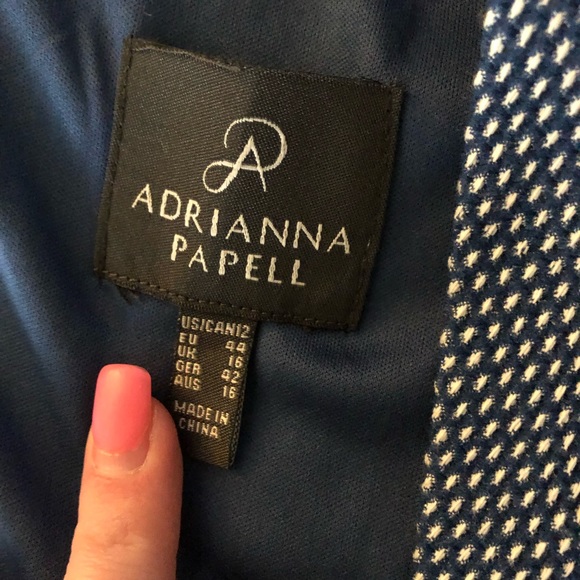 AP
ADRIANNA
PAPELL
US/CAN12
EU 44
UK 16
GER 42
AUS 16
MADE IN
CHINA